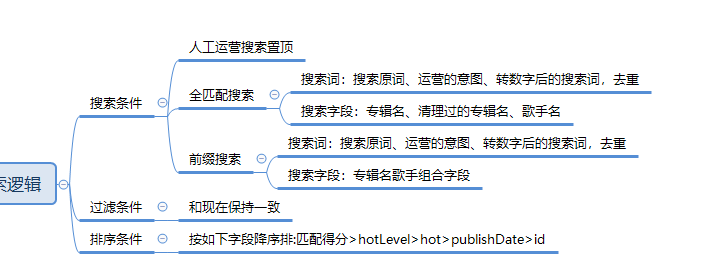 索逻辑
搜索条件
人工运营搜索置顶
全匹配搜索
搜索词：搜索原词、运营的意图、转数字后的搜索词，去重
搜索字段：专辑名、清理过的专辑名、歌手名
前缀搜索
搜索词：搜索原词、运营的意图、转数字后的搜索词，去重
搜索字段：专辑名歌手组合字段
过滤条件
和现在保持一致
排序条件
按如下字段降序排:匹配得分>hotLevel>hot>publishDate>id